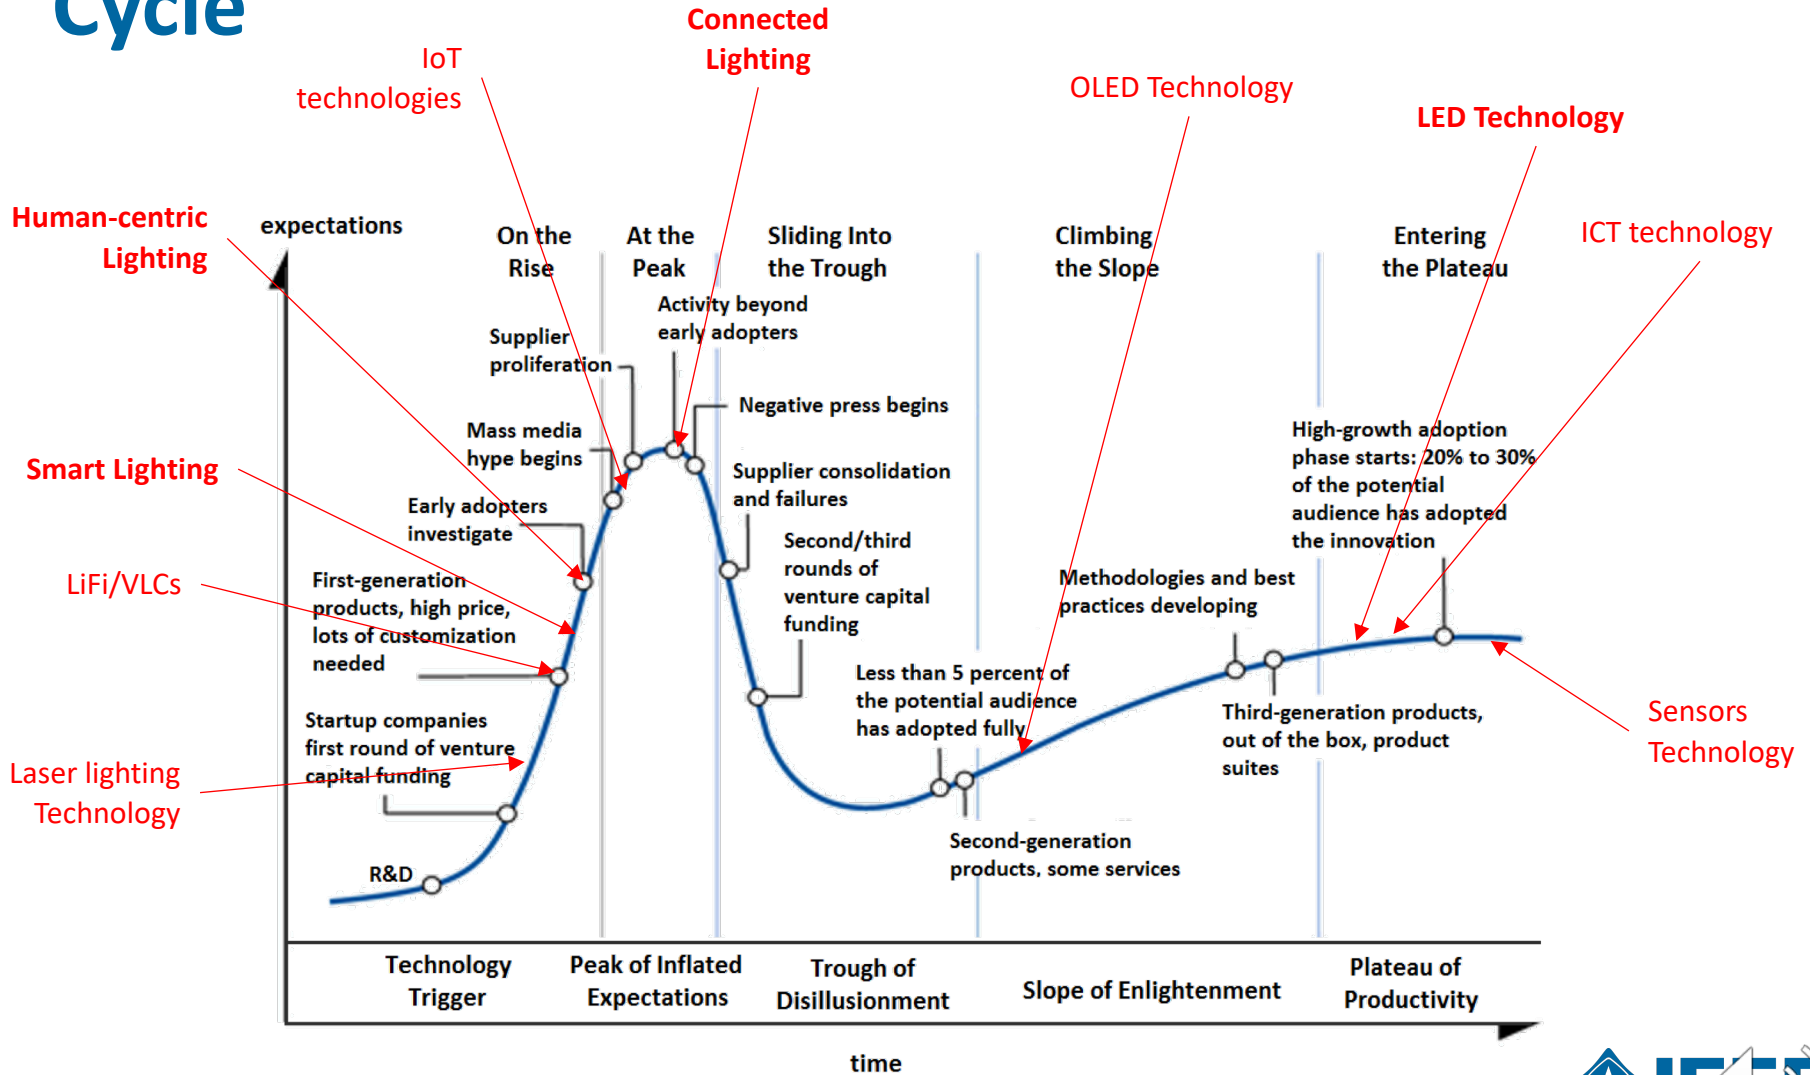 Cycle
Connected
Lighting
IoT
technologies
OLED Technology
LED Technology
Human-centric
Lighting
ICT technology
expectations
On the
Rise
At the
Peak
Sliding Into
the Trough
Climbing
the Slope
Entering
the Plateau
Activity beyond
early adopters
Supplier
proliferation
Negative press begins
Mass media
hype begins
High-growth adoption
phase starts: 20% to 30%
of the potential
audience has adopted
the innovation
Smart Lighting
Supplier consolidation
and failures
Early adopters
investigate
Second/third
rounds of
venture capital
funding
LiFi/VLCs
First-generation
products, high price,
lots of customization
needed
Methodologies and best
practices developing
Less than 5 percent of
the potential audience
has adopted fully
Startup companies
first round of venture
capital funding
Third-generation products,
out of the box, product
suites
Sensors
Technology
Laser lighting
Technology
Second-generation
products, some services
R&D
Technology
Trigger
Peak of Inflated
Expectations
Trough of
Disillusionment
Slope of Enlightenment
Plateau of
Productivity
time